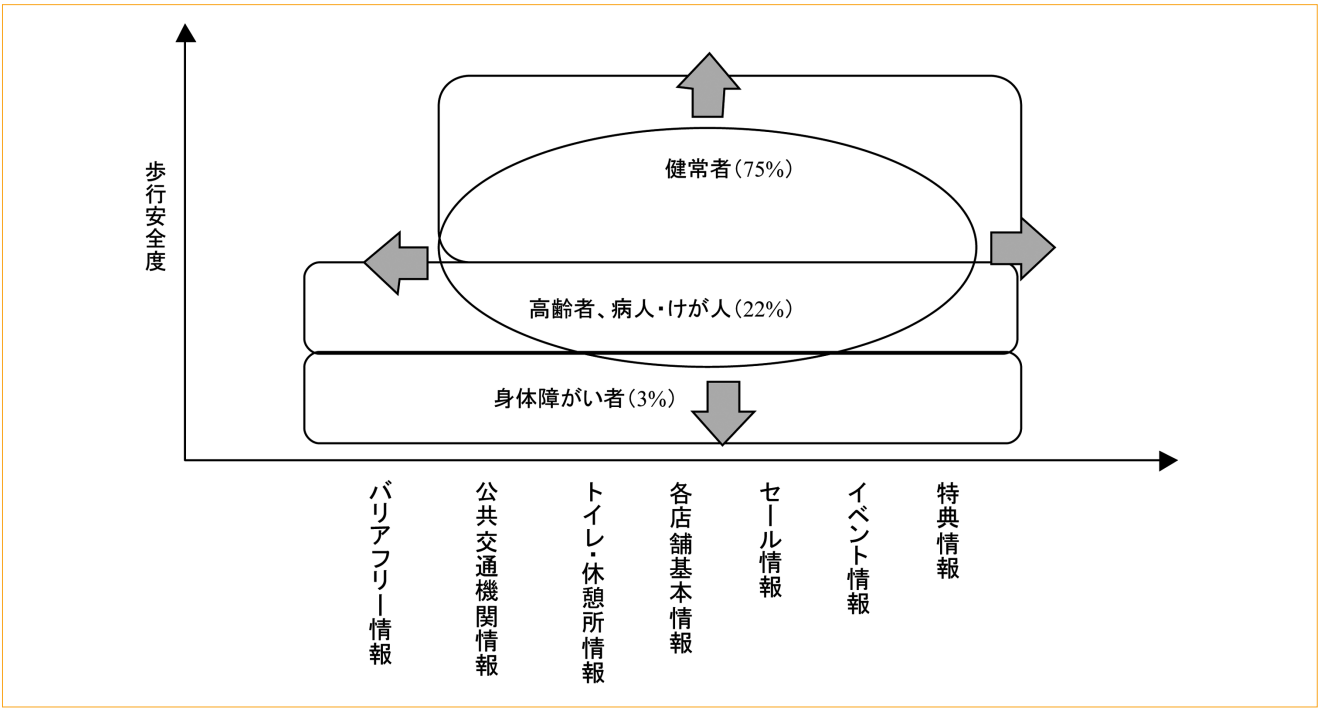 歩行安全度
健常者（75%）
高齢者、病人・けが人（22%）
身体障がい者（3%）
バリアフリー情報
公共交通機関情報
トイレ・休憩所情報
各店舗基本情報
セール情報
イベント情報
特典情報